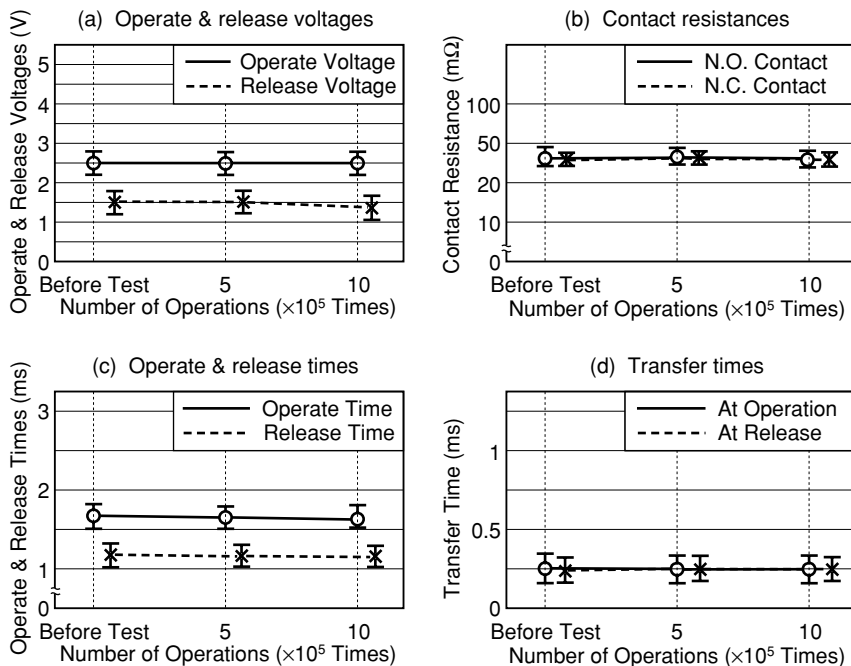 (a) Operate & release voltages
Operate & Release Voltages (V)
5
4
3
2
1
0
Operate Voltage
Release Voltage
Before Test
5
10
Number of Operations (×10⁵ Times)
(b) Contact resistances
Contact Resistance (mΩ)
100
50
20
10
0
N.O. Contact
N.C. Contact
Before Test
5
10
Number of Operations (×10⁵ Times)
(c) Operate & release times
Operate & Release Times (ms)
3
2
1
0
Operate Time
Release Time
Before Test
5
10
Number of Operations (×10⁵ Times)
(d) Transfer times
Transfer Time (ms)
1
0.5
0
At Operation
At Release
Before Test
5
10
Number of Operations (×10⁵ Times)